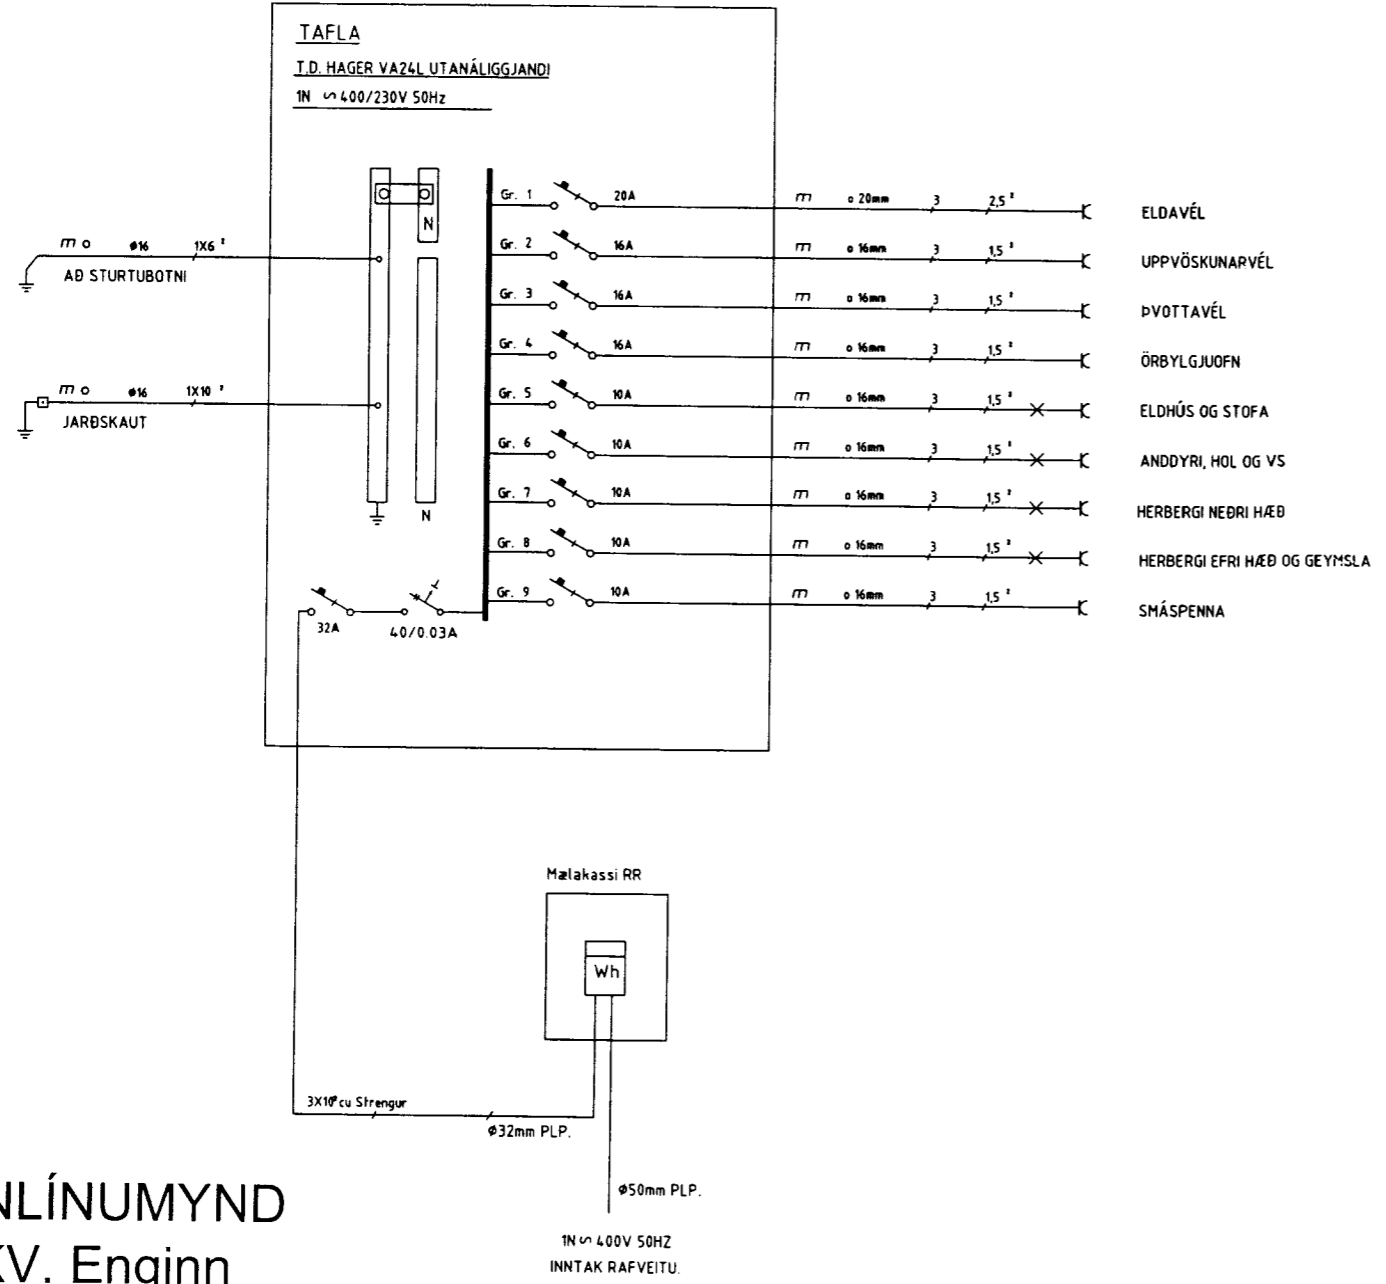 TAFLA
T.D. HAGER VA24L UTANÁLIGGJANDI
1N ∽ 400/230V 50Hz
N
N
Gr. 1 20A m o 20mm 3 2,5 ² ELDAVÉL
Gr. 2 16A m o 16mm 3 1,5 ² UPPVÖSKUNARVÉL
Gr. 3 16A m o 16mm 3 1,5 ² ÞVOTTAVÉL
Gr. 4 16A m o 16mm 3 1,5 ² ÖRBYLGJUOFN
Gr. 5 10A m o 16mm 3 1,5 ² ELDHÚS OG STOFA
Gr. 6 10A m o 16mm 3 1,5 ² ANDDYRI, HOL OG VS
Gr. 7 10A m o 16mm 3 1,5 ² HERBERGI NEÐRI HÆÐ
Gr. 8 10A m o 16mm 3 1,5 ² HERBERGI EFRI HÆÐ OG GEYMSLA
Gr. 9 10A m o 16mm 3 1,5 ² SMÁSPENNA
m o ø16 1X6 ²
AÐ STURTUBOTNI
m o ø16 1X10 ²
JARÐSKAUT
32A
40/0.03A
Mælakassi RR
Wh
3X10² cu Strengur
ø32mm PLP.
ø50mm PLP.
1N ∽ 400V 50HZ
INNTAK RAFVEITU.
NLÍNUMYND
KV. Enginn